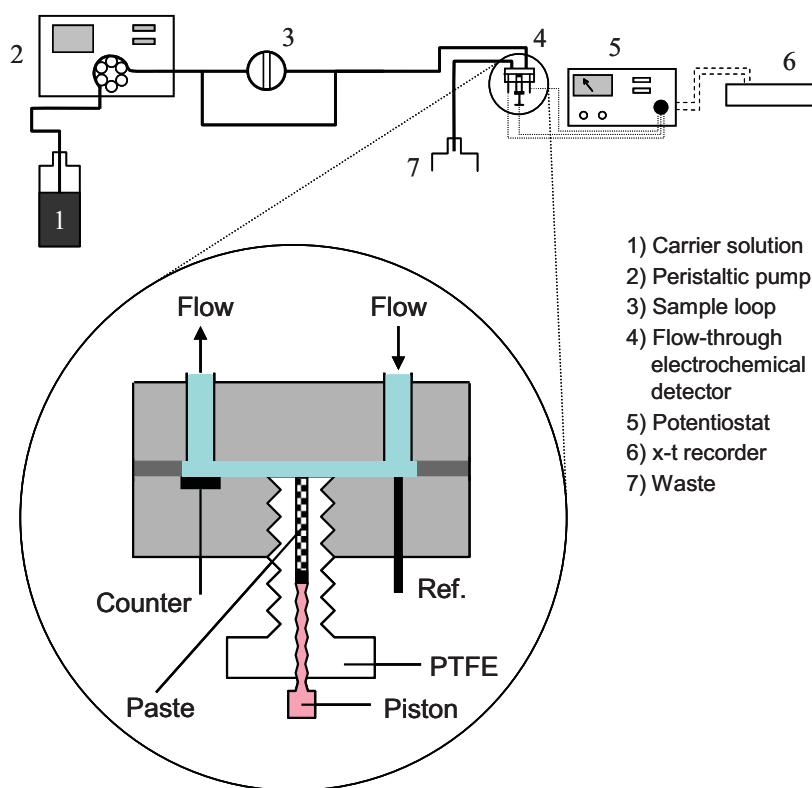 2
3
4
5
6
1
7
1) Carrier solution
2) Peristaltic pump
3) Sample loop
4) Flow-through
electrochemical
detector
5) Potentiostat
6) x-t recorder
7) Waste
Flow
Flow
Counter
Ref.
PTFE
Paste
Piston